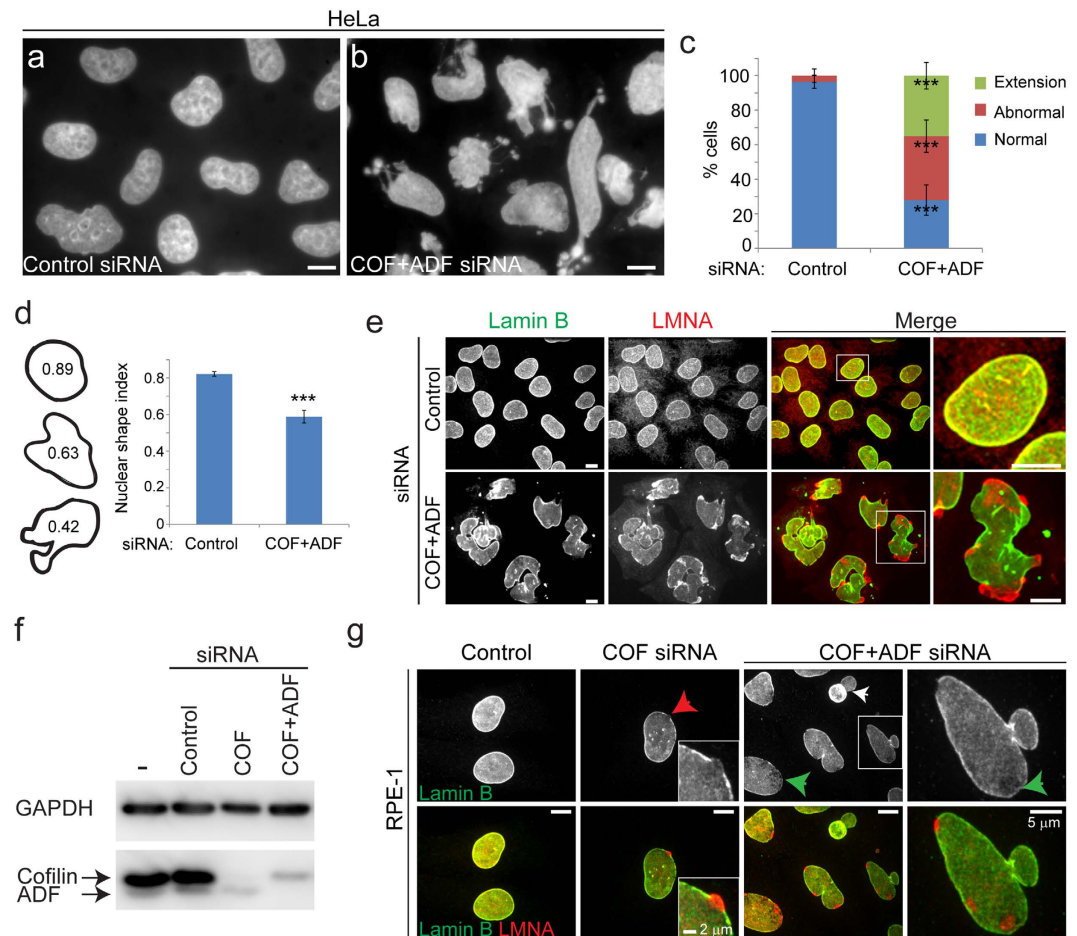 HeLa
a
b
Control siRNA
COF+ADF siRNA
c
% cells
100
80
60
40
20
0
***
***
***
Extension
Abnormal
Normal
siRNA: Control COF+ADF
d
0.89
0.63
0.42
Nuclear shape index
0.8
0.6
0.4
0.2
0
***
siRNA: Control COF+ADF
e
Lamin B LMNA Merge
siRNA
Control
COF+ADF
f
siRNA
- Control COF COF+ADF
GAPDH
Cofilin
ADF
g
Control COF siRNA COF+ADF siRNA
RPE-1
Lamin B
5 μm
Lamin B LMNA
2 μm